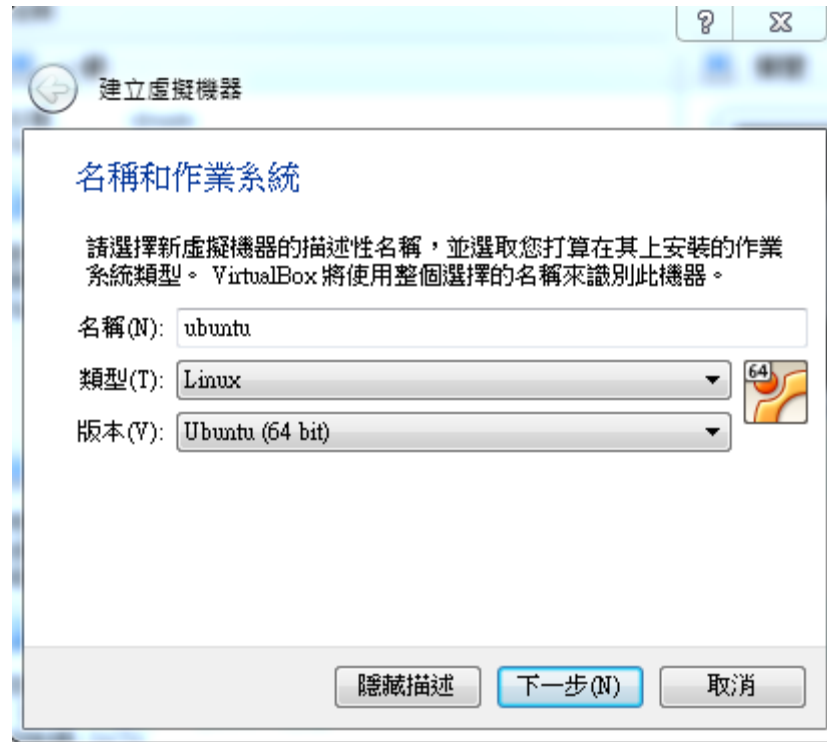 建立虛擬機器
名稱和作業系統
請選擇新虛擬機器的描述性名稱，並選取您打算在其上安裝的作業
系統類型。 VirtualBox 將使用整個選擇的名稱來識別此機器。
名稱(N): ubuntu
類型(T): Linux
64
版本(V): Ubuntu (64 bit)
隱藏描述 下一步(N) 取消